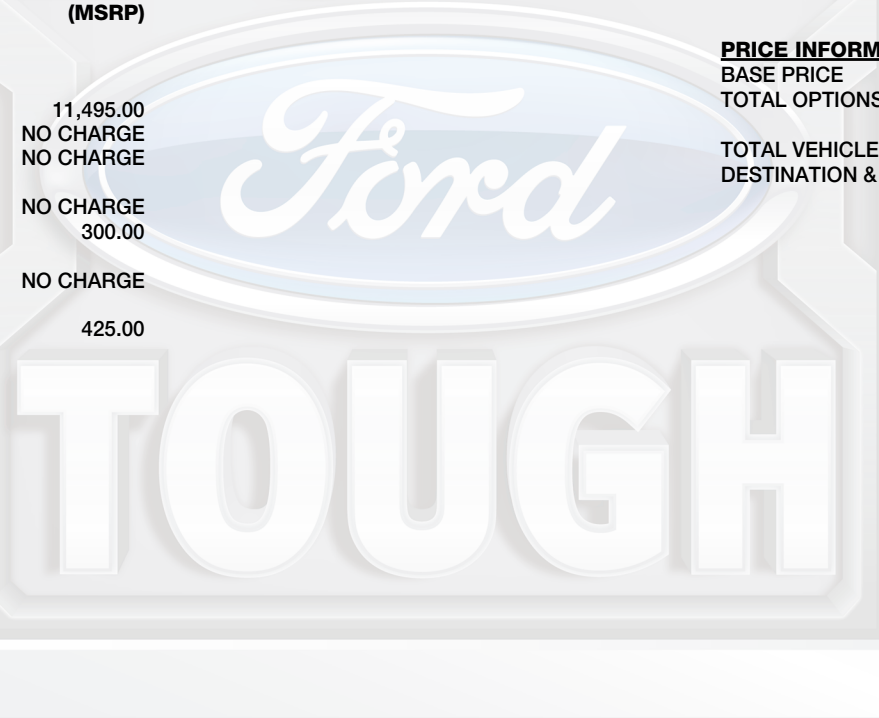 (MSRP)
11,495.00
NO CHARGE
NO CHARGE
NO CHARGE
300.00
NO CHARGE
425.00
PRICE INFORM
BASE PRICE
TOTAL OPTIONS
TOTAL VEHICLE
DESTINATION &
Ford
TOUGH